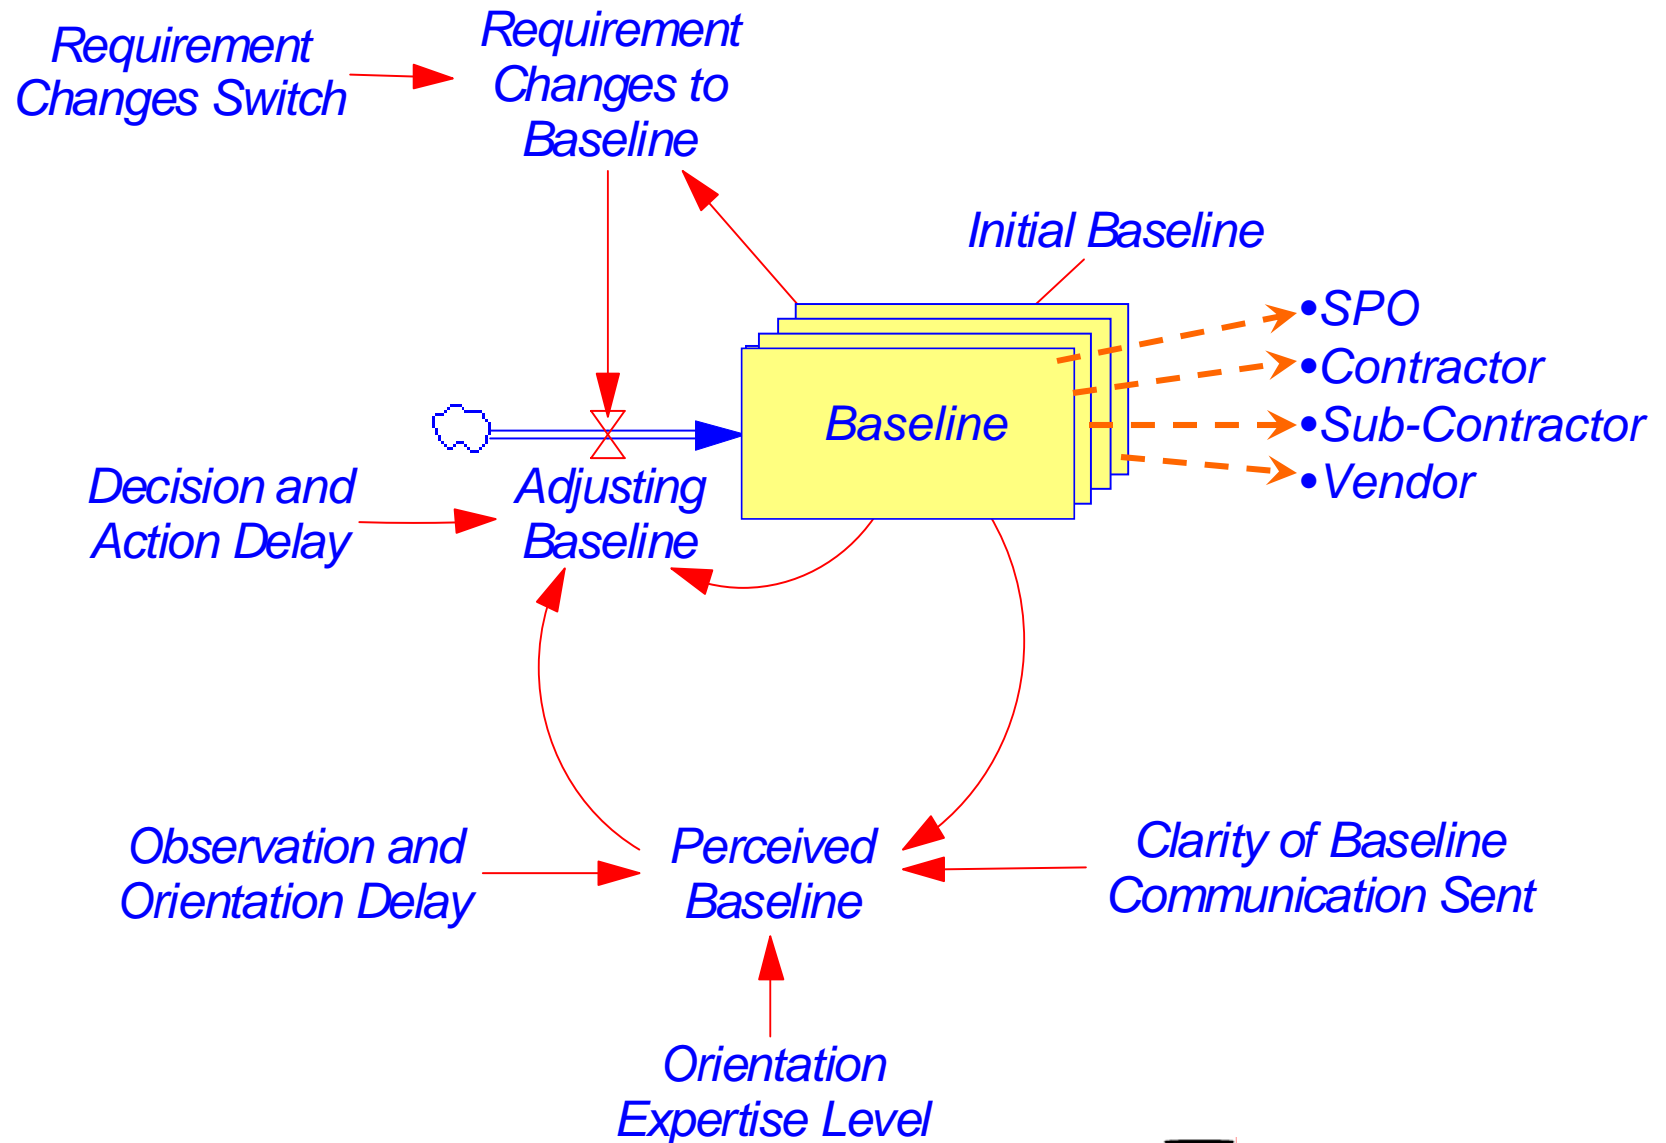 Requirement
Changes Switch
Requirement
Changes to
Baseline
Initial Baseline
•SPO
•Contractor
•Sub-Contractor
•Vendor
Baseline
Decision and
Action Delay
Adjusting
Baseline
Observation and
Orientation Delay
Perceived
Baseline
Clarity of Baseline
Communication Sent
Orientation
Expertise Level